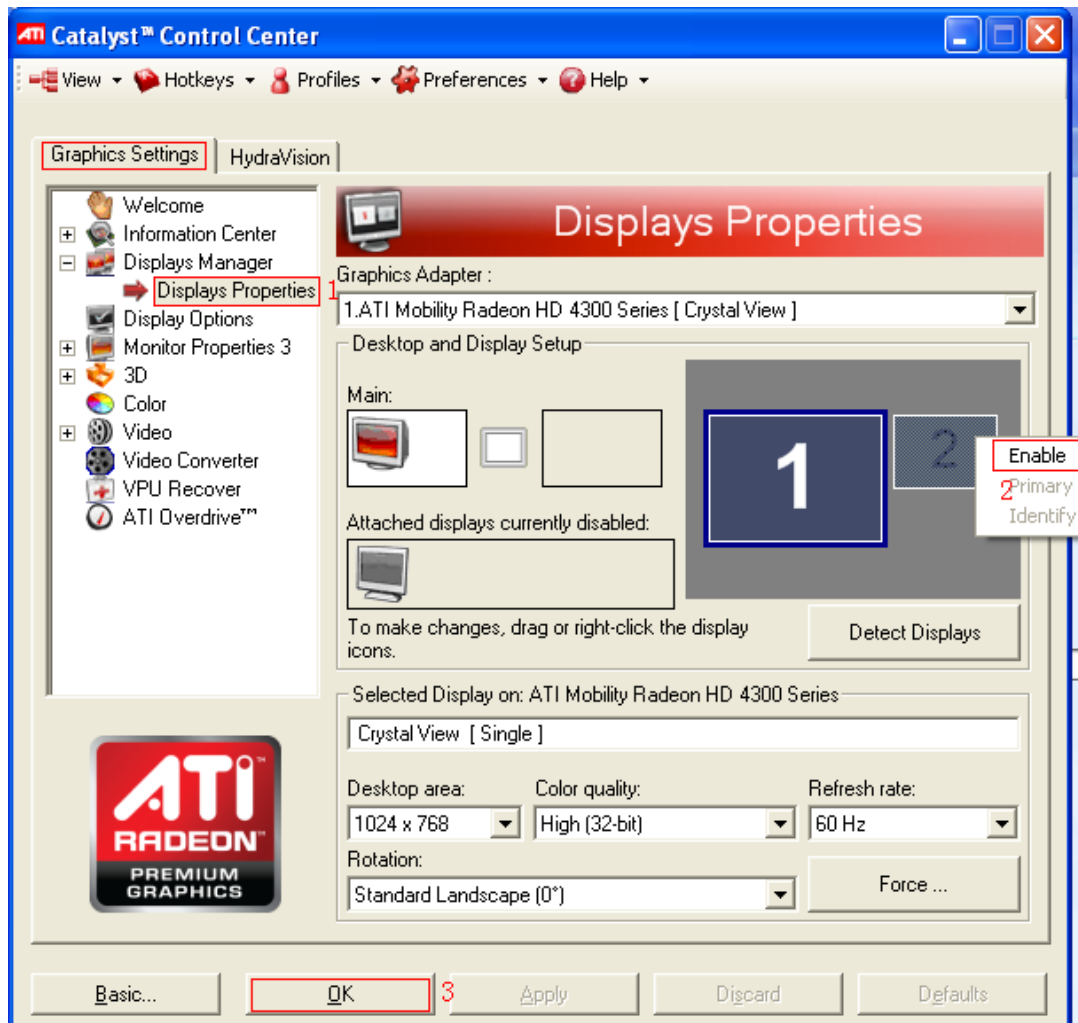 ATI Catalyst™ Control Center
View Hotkeys Profiles Preferences Help
Graphics Settings HydraVision
Welcome
Information Center
Displays Manager
Displays Properties 1
Display Options
Monitor Properties 3
3D
Color
Video
Video Converter
VPU Recover
ATI Overdrive™
Displays Properties
Graphics Adapter :
1.ATI Mobility Radeon HD 4300 Series [ Crystal View ]
Desktop and Display Setup
Main:
1
2
Enable
2 Primary
Identify
Attached displays currently disabled:
To make changes, drag or right-click the display
icons.
Detect Displays
Selected Display on: ATI Mobility Radeon HD 4300 Series
Crystal View [ Single ]
Desktop area: Color quality: Refresh rate:
1024 x 768 High (32-bit) 60 Hz
Rotation:
Standard Landscape (0°)
Force ...
ATI™
RADEON™
PREMIUM
GRAPHICS
Basic... OK 3 Apply Discard Defaults